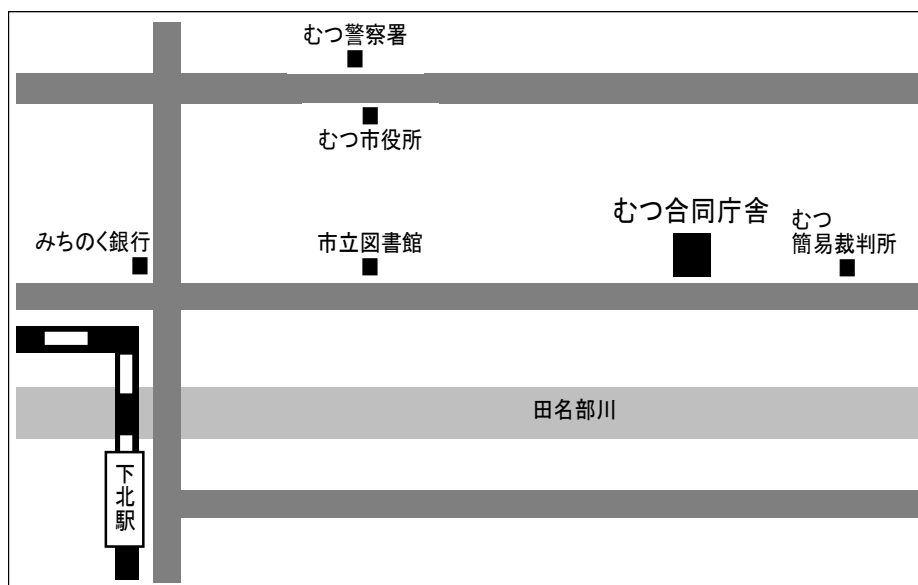 むつ警察署
むつ市役所
むつ合同庁舎
むつ
簡易裁判所
みちのく銀行
市立図書館
田名部川
下北駅